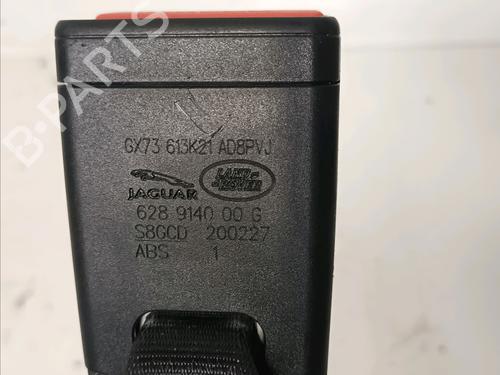 B-PARTS
GX73 613K21 AD8PVJ
JAGUAR
LAND ROVER
628 9140 00 G
S8GCD 200227
ABS 1